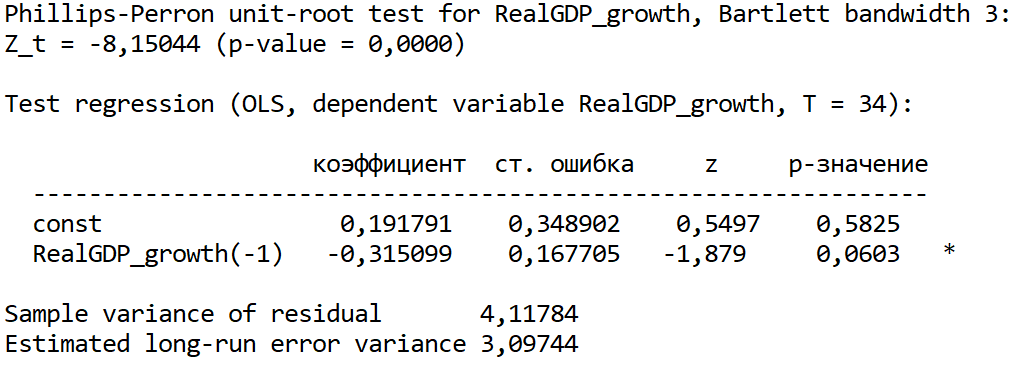 Phillips-Perron unit-root test for RealGDP_growth, Bartlett bandwidth 3:
Z_t = -8,15044 (p-value = 0,0000)
Test regression (OLS, dependent variable RealGDP_growth, T = 34):
коэффициент ст. ошибка z p-значение
---------------------------------------------------------------
const 0,191791 0,348902 0,5497 0,5825
RealGDP_growth(-1) -0,315099 0,167705 -1,879 0,0603 *
Sample variance of residual 4,11784
Estimated long-run error variance 3,09744